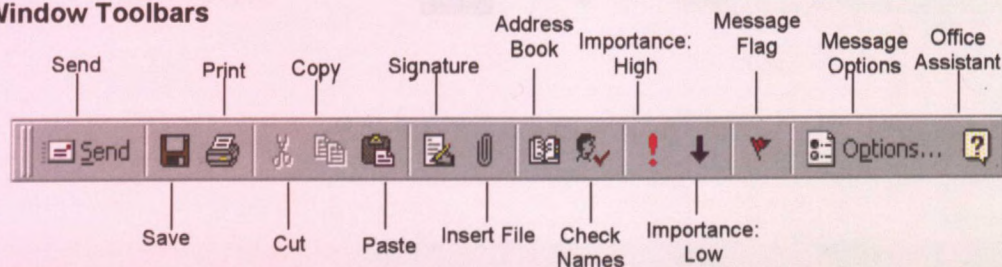 Window Toolbars
Send
Print
Copy
Signature
Address
Book
Importance:
High
Message
Flag
Message
Options
Office
Assistant
Send
Options...
Save
Cut
Paste
Insert File
Check
Names
Importance:
Low